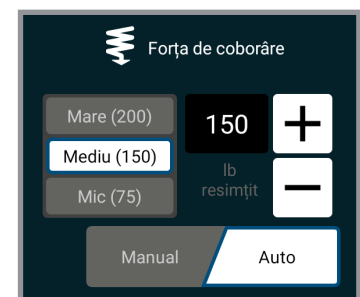 Forța de coborâre
Mare (200)
Mediu (150)
Mic (75)
150
lb
resimțit
Manual
Auto